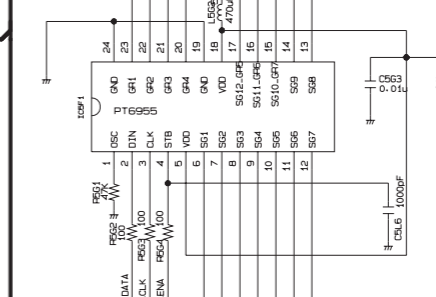 L5G2
470u
24 23 22 21 20 19 18 17 16 15 14 13
GND GR1 GR2 GR3 GR4 GND VDD SG12_GR5 SG11_GR6 SG10_GR7 SG9 SG8
IC5F1
PT6955
C5G3
0.01u
OSC DIN CLK STB VDD SG1 SG2 SG3 SG4 SG5 SG6 SG7
1 2 3 4 5 6 7 8 9 10 11 12
R5G1
47K
R5G2
100
R5G3
100
R5G4
100
1000pF
C5L6
DATA
CLK
ENA